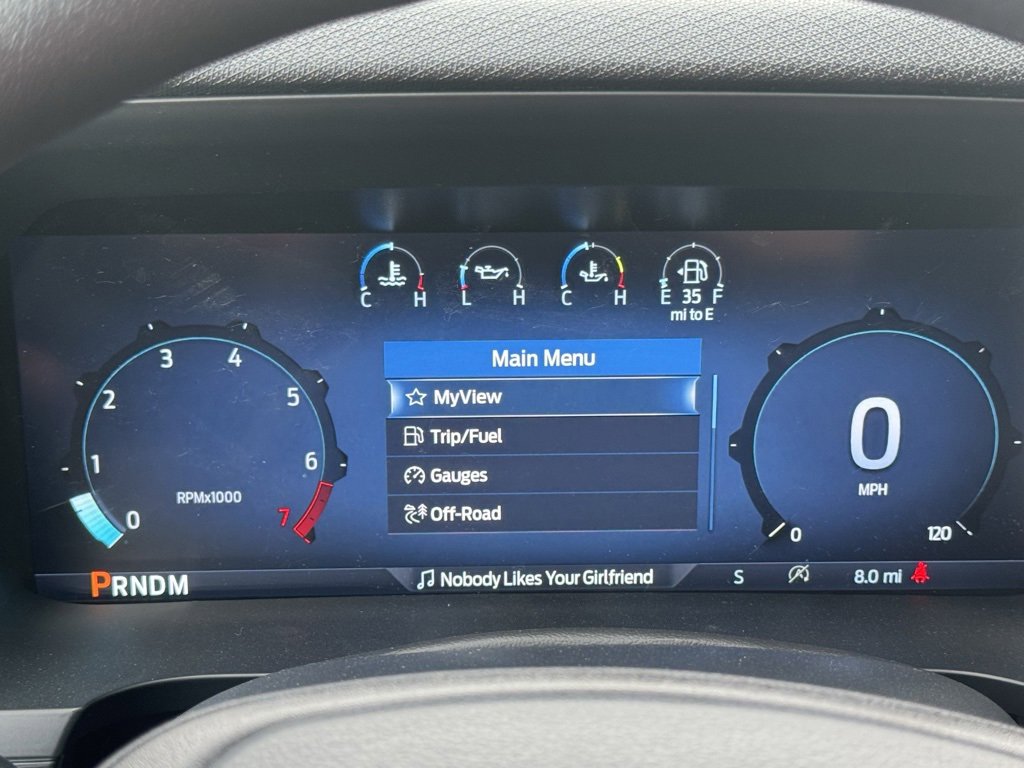 C H
L H
C H
E 35 F
mi to E
Main Menu
MyView
Trip/Fuel
Gauges
Off-Road
0
1
2
3
4
5
6
7
RPMx1000
0
MPH
0
120
PRNDM
Nobody Likes Your Girlfriend
S
A
8.0 mi